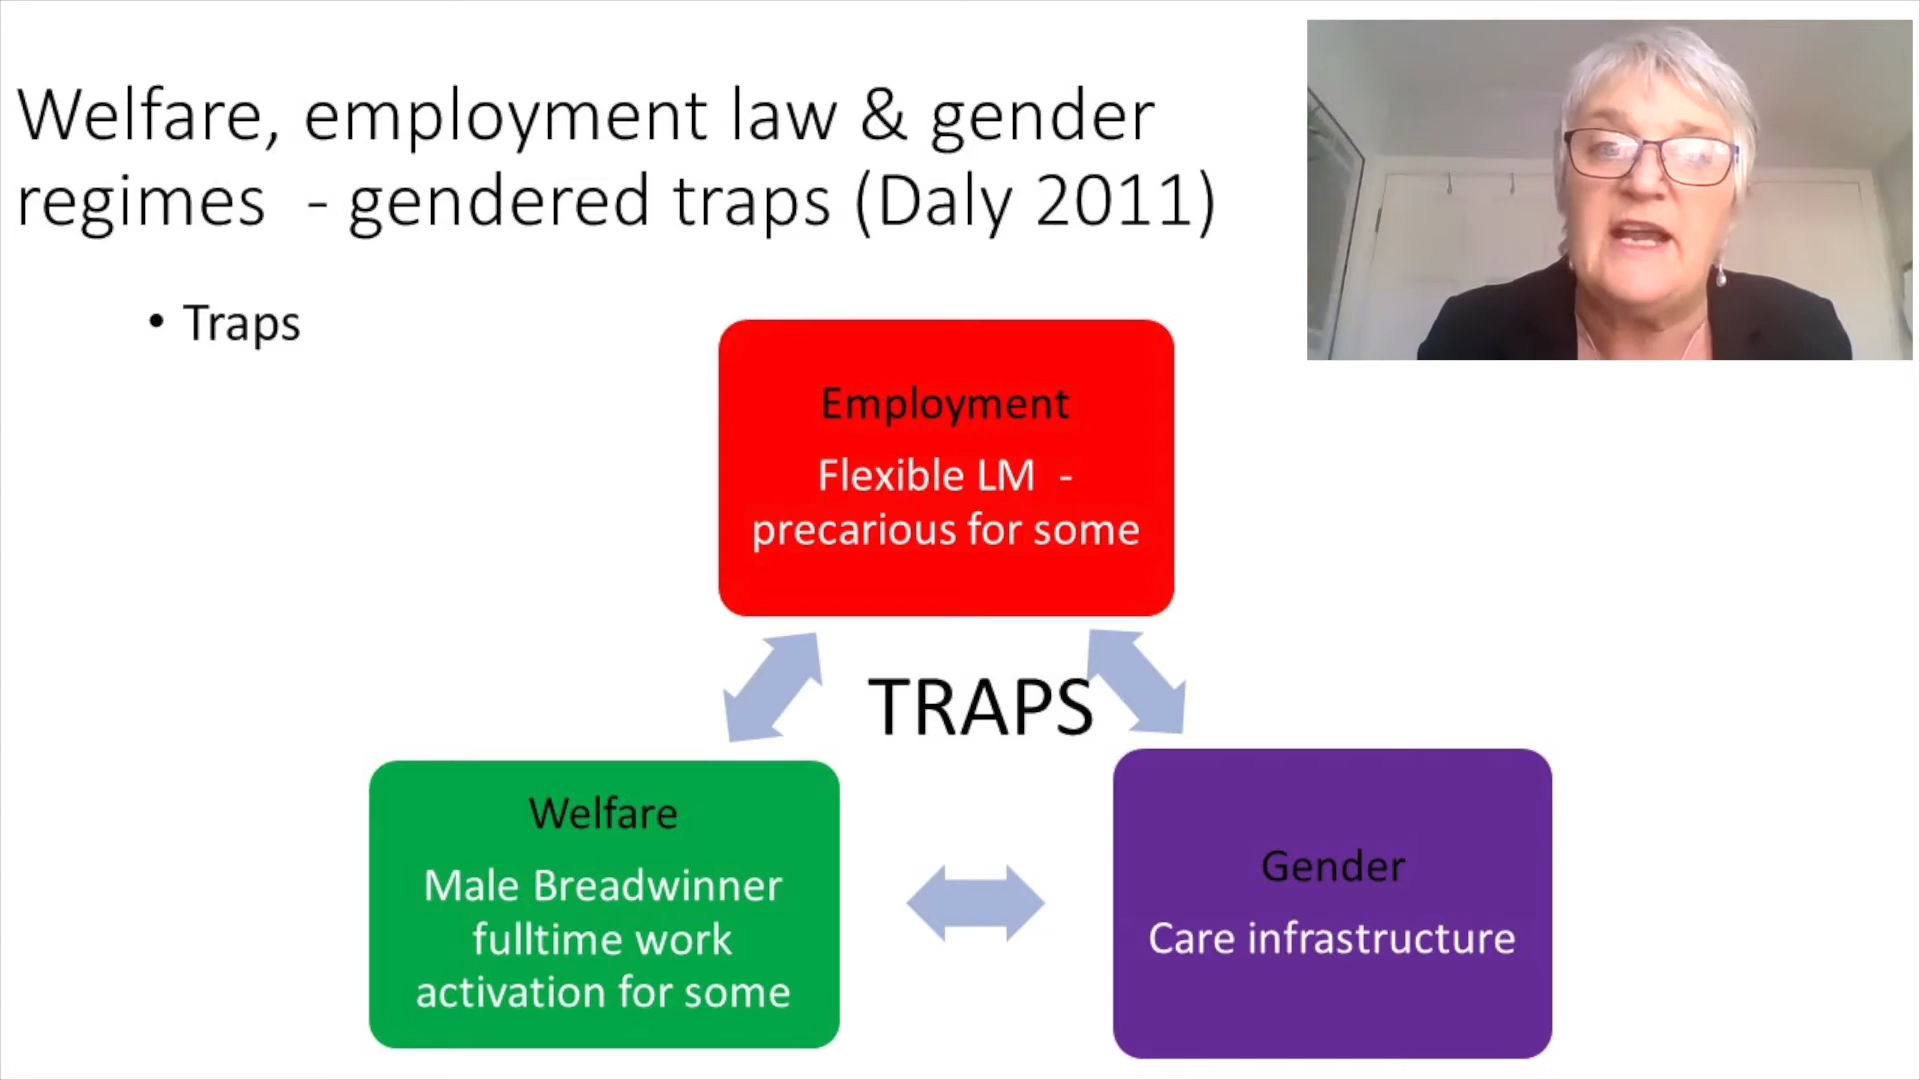 Welfare, employment law & gender
regimes  - gendered traps (Daly 2011)
• Traps
Employment
Flexible LM  -
precarious for some
TRAPS
Welfare
Male Breadwinner
fulltime work
activation for some
Gender
Care infrastructure